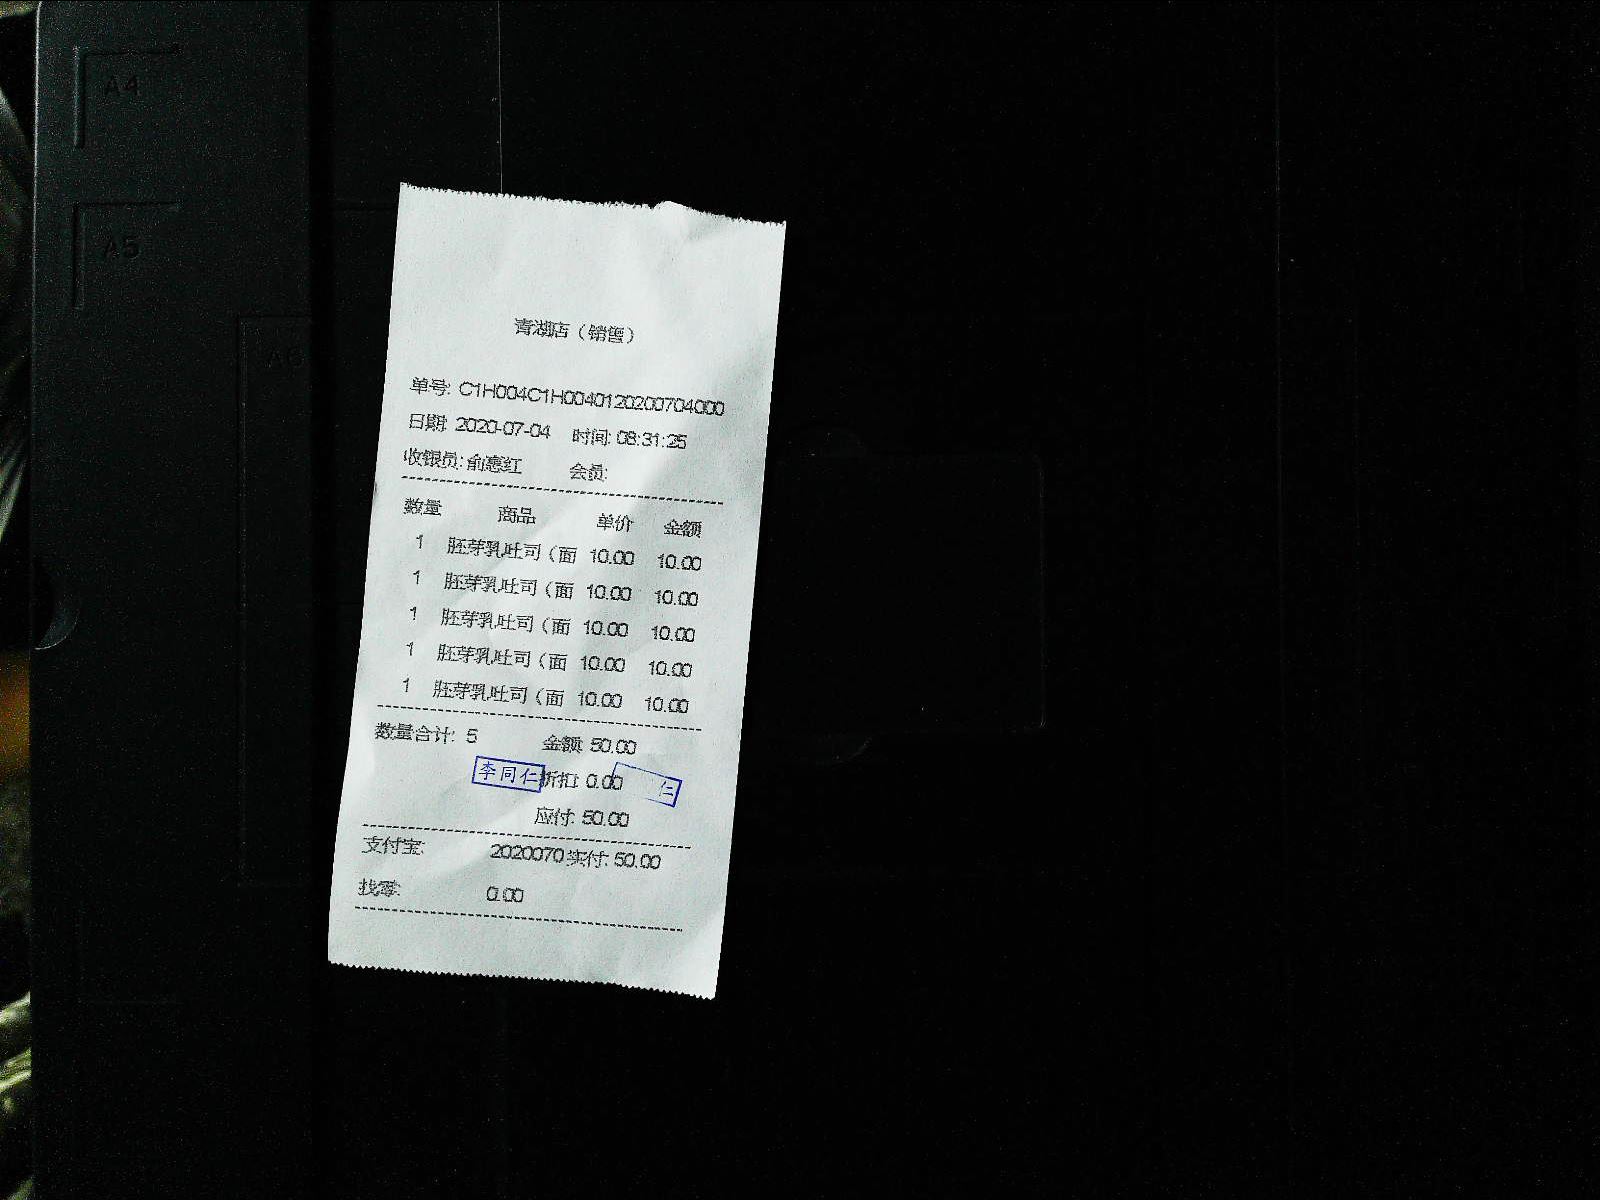 A4
A5
A6
青湖店（销售）
单号: C1H004C1H0040120200704000
日期: 2020-07-04 时间: 08:31:25
收银员: 俞惠红 会员:
数量 商品 单价 金额
1 胚芽乳吐司（面 10.00 10.00
1 胚芽乳吐司（面 10.00 10.00
1 胚芽乳吐司（面 10.00 10.00
1 胚芽乳吐司（面 10.00 10.00
1 胚芽乳吐司（面 10.00 10.00
数量合计: 5 金额: 50.00
李同仁 折扣: 0.00 仁
应付: 50.00
支付宝: 2020070 实付: 50.00
找零: 0.00